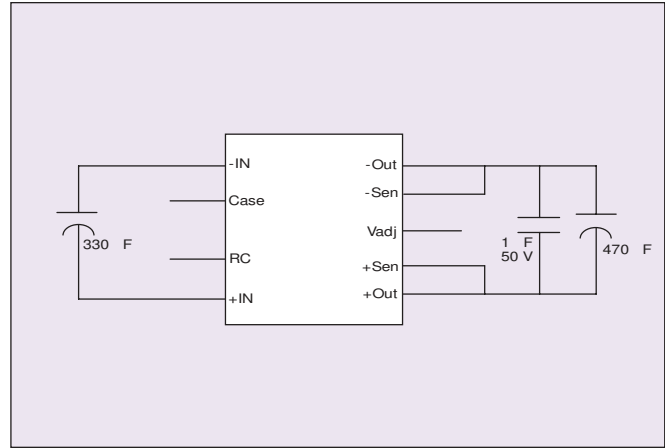 -IN
Case
RC
+IN
-Out
-Sen
Vadj
+Sen
+Out
330 F
1 F
50 V
470 F